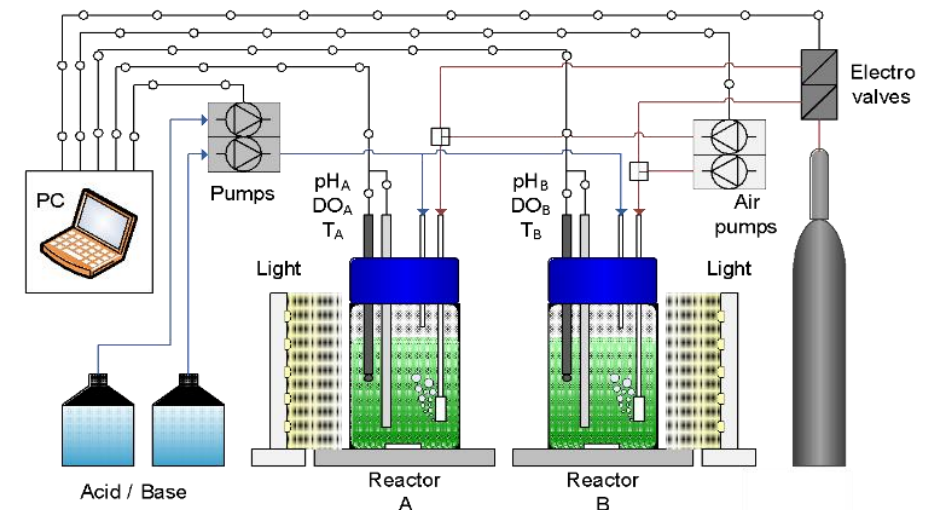 Electro
valves
PC
Pumps
pHA
DOA
TA
pHB
DOB
TB
Air
pumps
Light
Light
Acid / Base
Reactor
A
Reactor
B